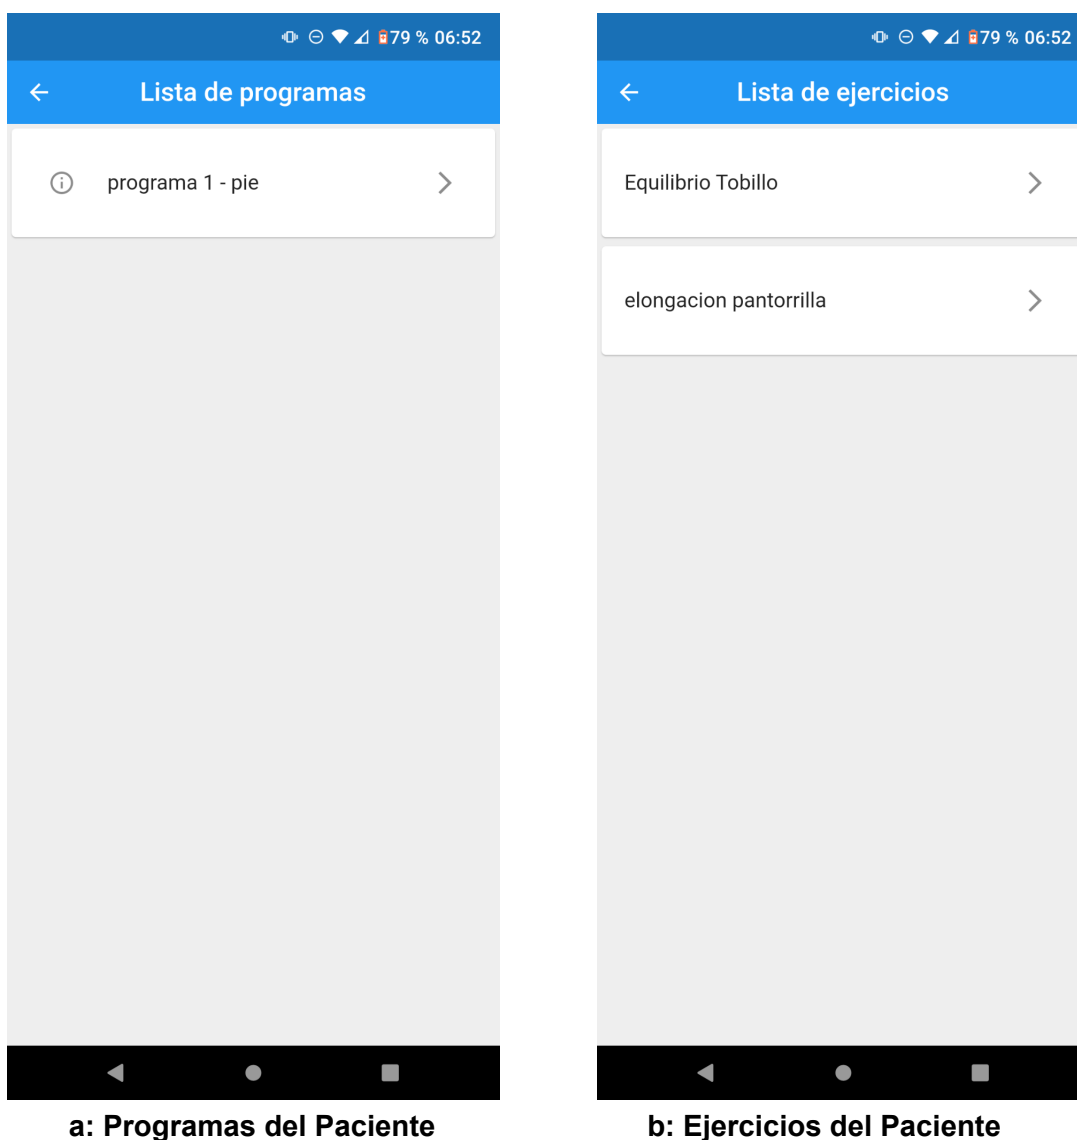 79 % 06:52
Lista de programas
programa 1 - pie
a: Programas del Paciente
79 % 06:52
Lista de ejercicios
Equilibrio Tobillo
elongacion pantorrilla
b: Ejercicios del Paciente